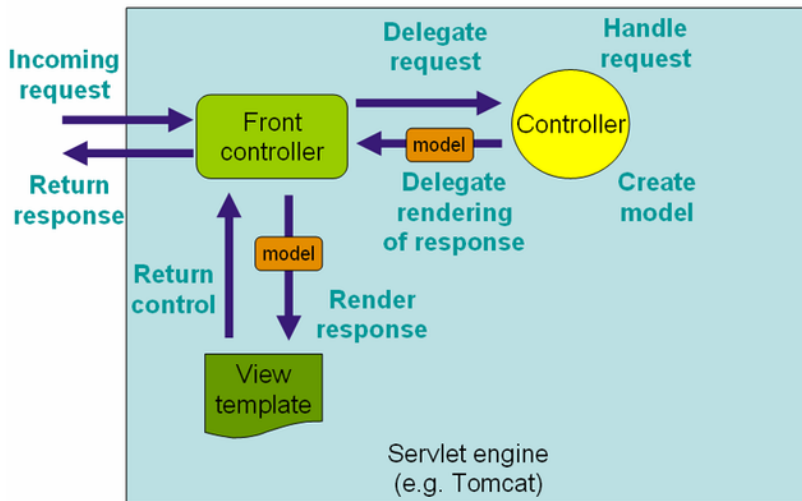 Incoming
request
Return
response
Front
controller
Delegate
request
Handle
request
Controller
model
Delegate
rendering
of response
Create
model
Return
control
model
Render
response
View
template
Servlet engine
(e.g. Tomcat)